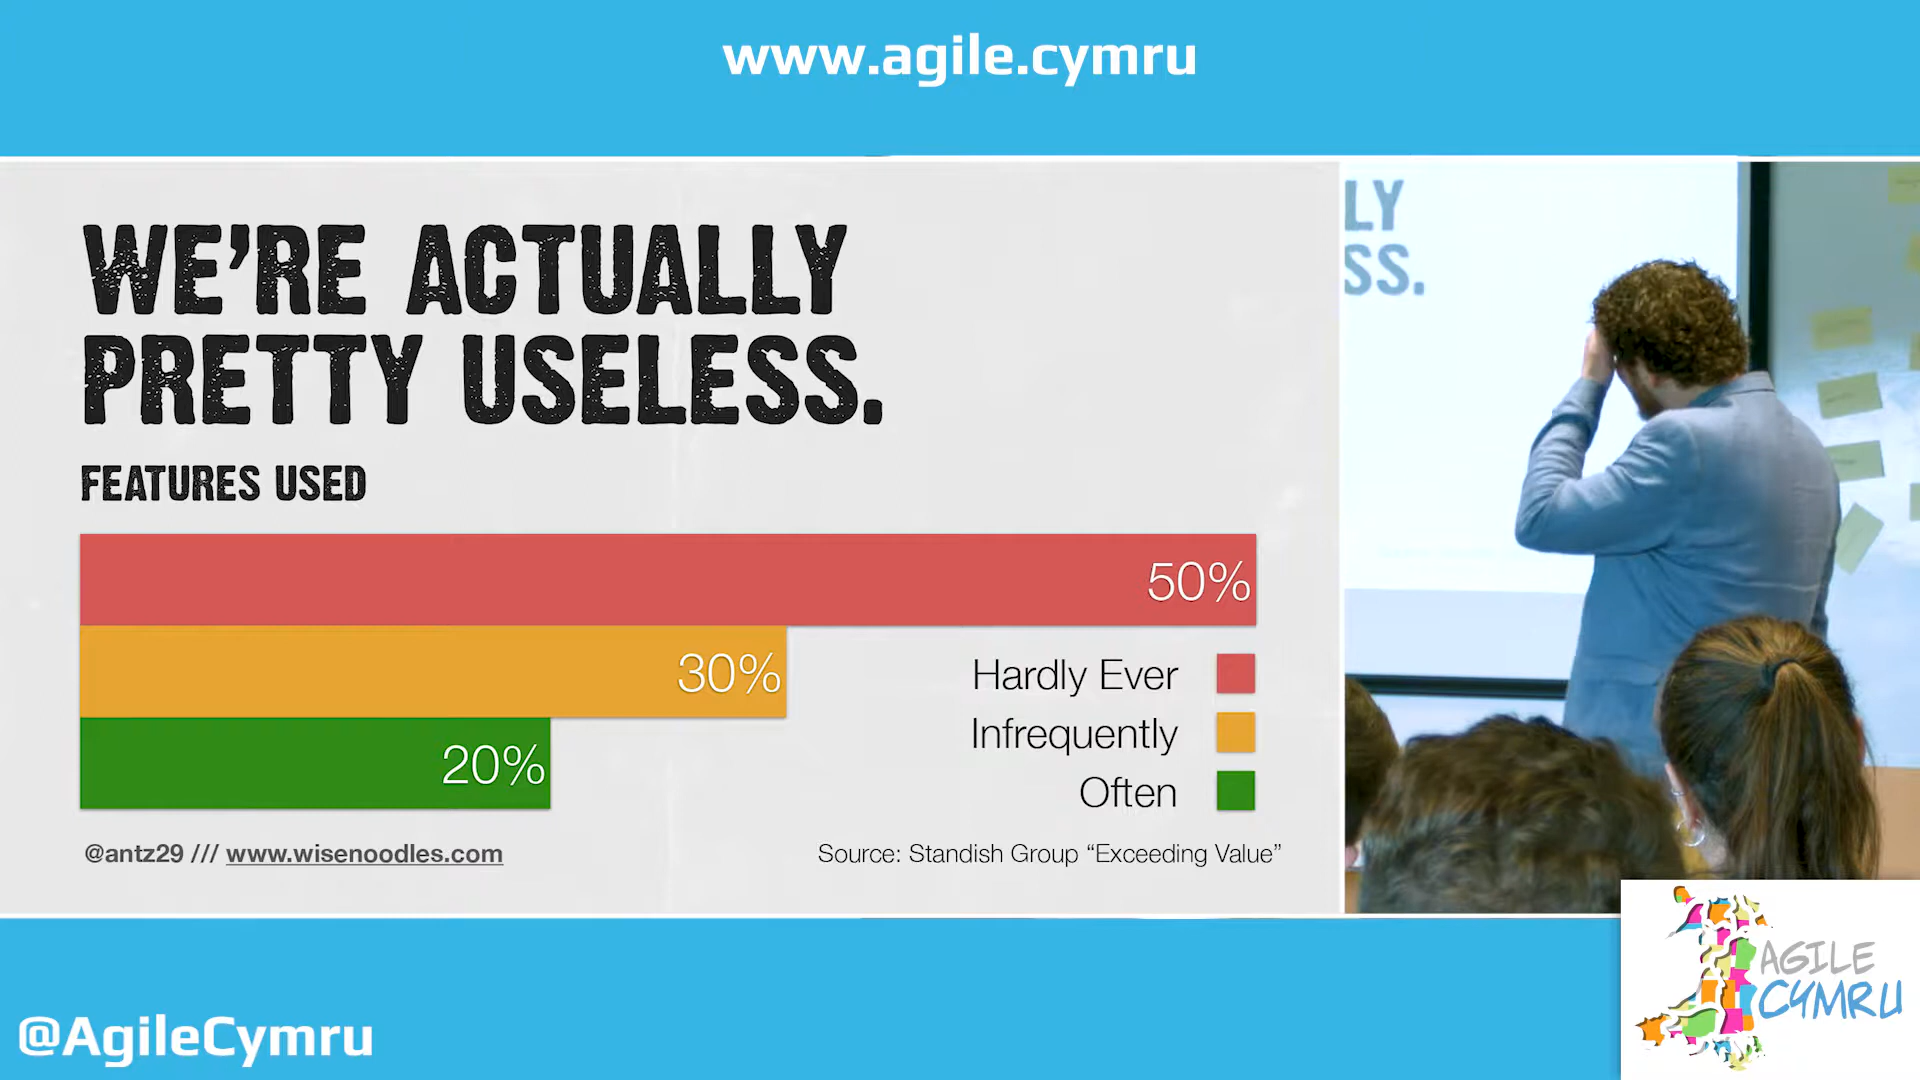 www.agile.cymru
WE'RE ACTUALLY
PRETTY USELESS.
FEATURES USED
50%
30%
20%
Hardly Ever
Infrequently
Often
@antz29 /// www.wisenoodles.com
Source: Standish Group “Exceeding Value”
LY
SS.
@AgileCymru
AGILE
CYMRU